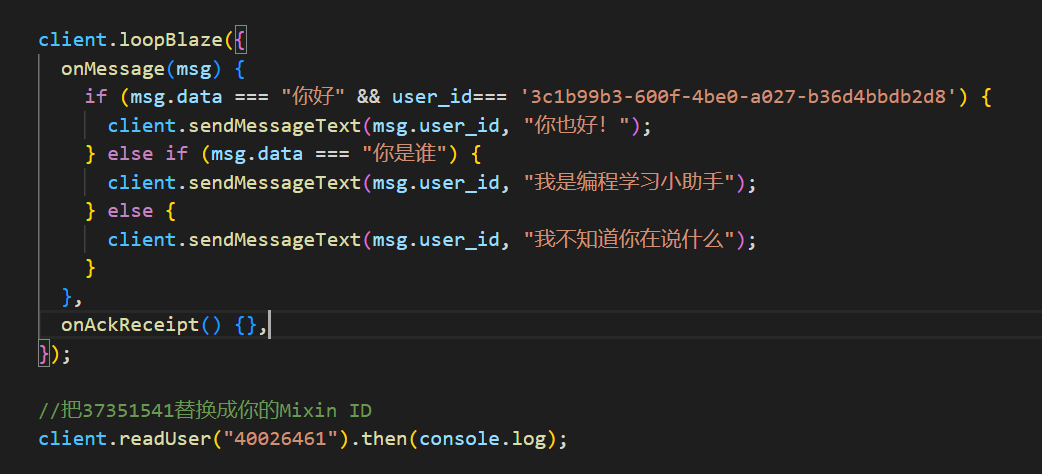 client.loopBlaze({
  onMessage(msg) {
    if (msg.data === "你好" && user_id=== '3c1b99b3-600f-4be0-a027-b36d4bbdb2d8') {
      client.sendMessageText(msg.user_id, "你也好！");
    } else if (msg.data === "你是谁") {
      client.sendMessageText(msg.user_id, "我是编程学习小助手");
    } else {
      client.sendMessageText(msg.user_id, "我不知道你在说什么");
    }
  },
  onAckReceipt() {},
});
//把37351541替换成你的Mixin ID
client.readUser("40026461").then(console.log);